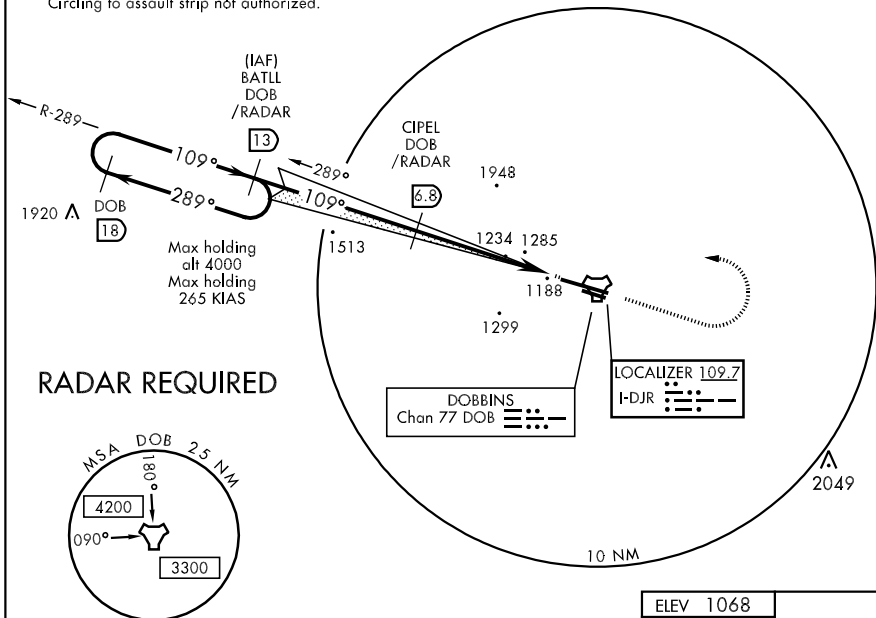 Circling to assault strip not authorized.
(IAF)
BATLL
DOB
/RADAR
13
R-289
109°
289°
DOB
18
1920
289°
109°
CIPEL
DOB
/RADAR
6.8
1948
1513
1234
1285
1188
1299
Max holding
alt 4000
Max holding
265 KIAS
RADAR REQUIRED
DOBBINS
Chan 77 DOB
LOCALIZER 109.7
I-DJR
MSA DOB 25 NM
180°
4200
090°
3300
2049
10 NM
ELEV 1068